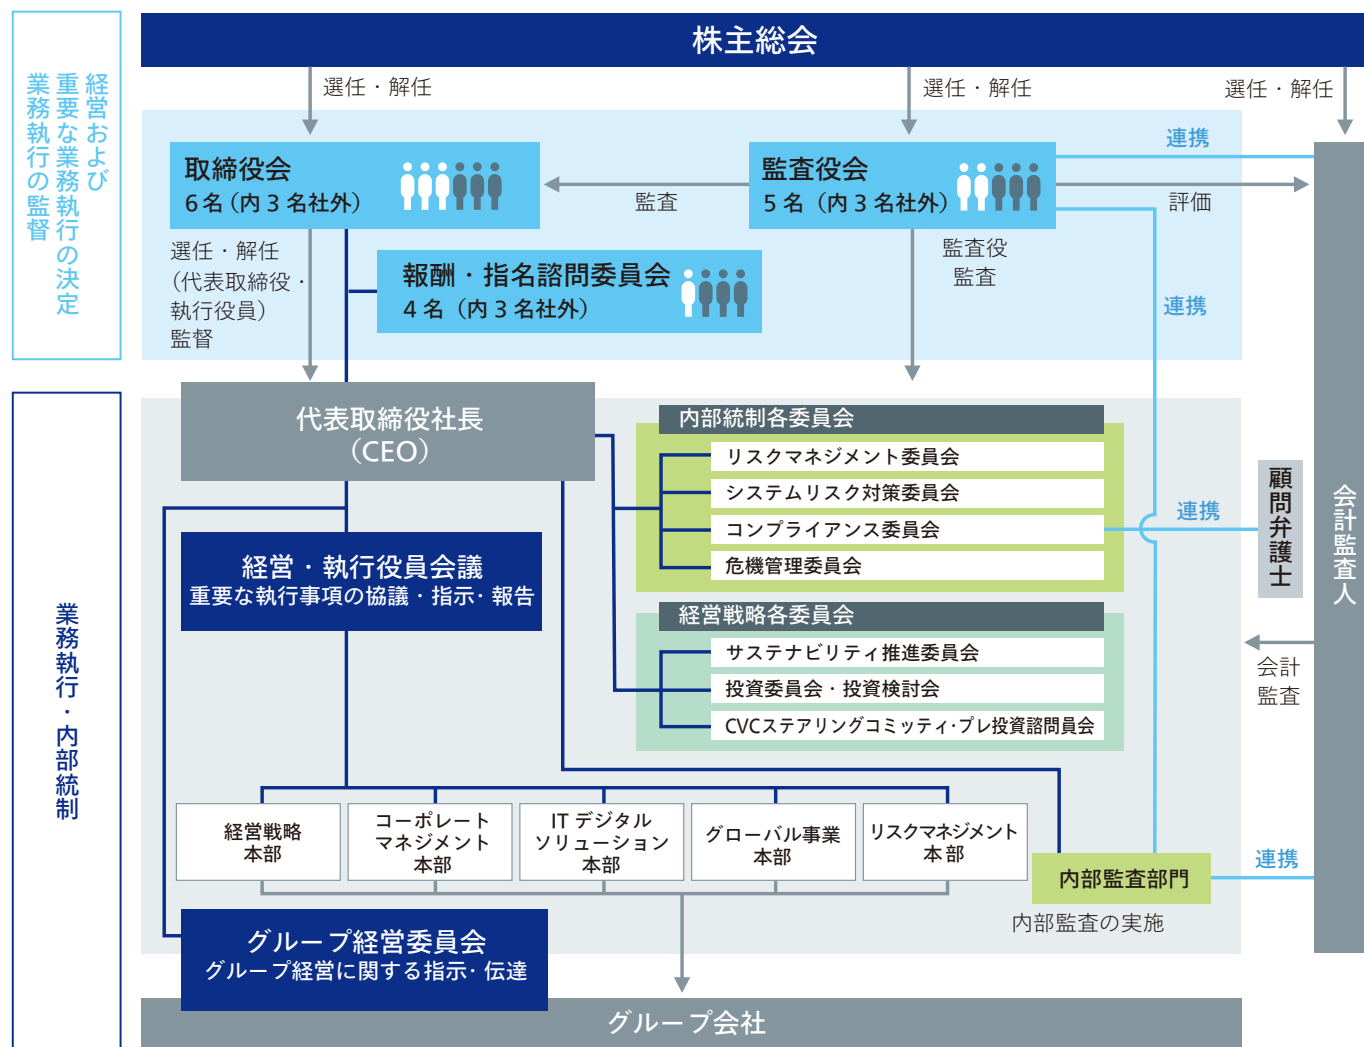 株主総会
経営および
重要な業務執行の決定
業務執行の監督
選任・解任
選任・解任
選任・解任
取締役会
6名（内3名社外）
監査
監査役会
5名（内3名社外）
連携
評価
選任・解任
（代表取締役・
執行役員）
監督
報酬・指名諮問委員会
4名（内3名社外）
監査役
監査
連携
業務執行・内部統制
代表取締役社長
（CEO）
内部統制各委員会
リスクマネジメント委員会
システムリスク対策委員会
コンプライアンス委員会
危機管理委員会
連携
顧問弁護士
会計監査人
経営・執行役員会議
重要な執行事項の協議・指示・報告
経営戦略各委員会
サステナビリティ推進委員会
投資委員会・投資検討会
CVCステアリングコミッティ・プレ投資諮問員会
会計
監査
経営戦略
本部
コーポレート
マネジメント
本部
IT デジタル
ソリューション
本部
グローバル事業
本部
リスクマネジメント
本部
内部監査部門
連携
内部監査の実施
グループ経営委員会
グループ経営に関する指示・伝達
グループ会社